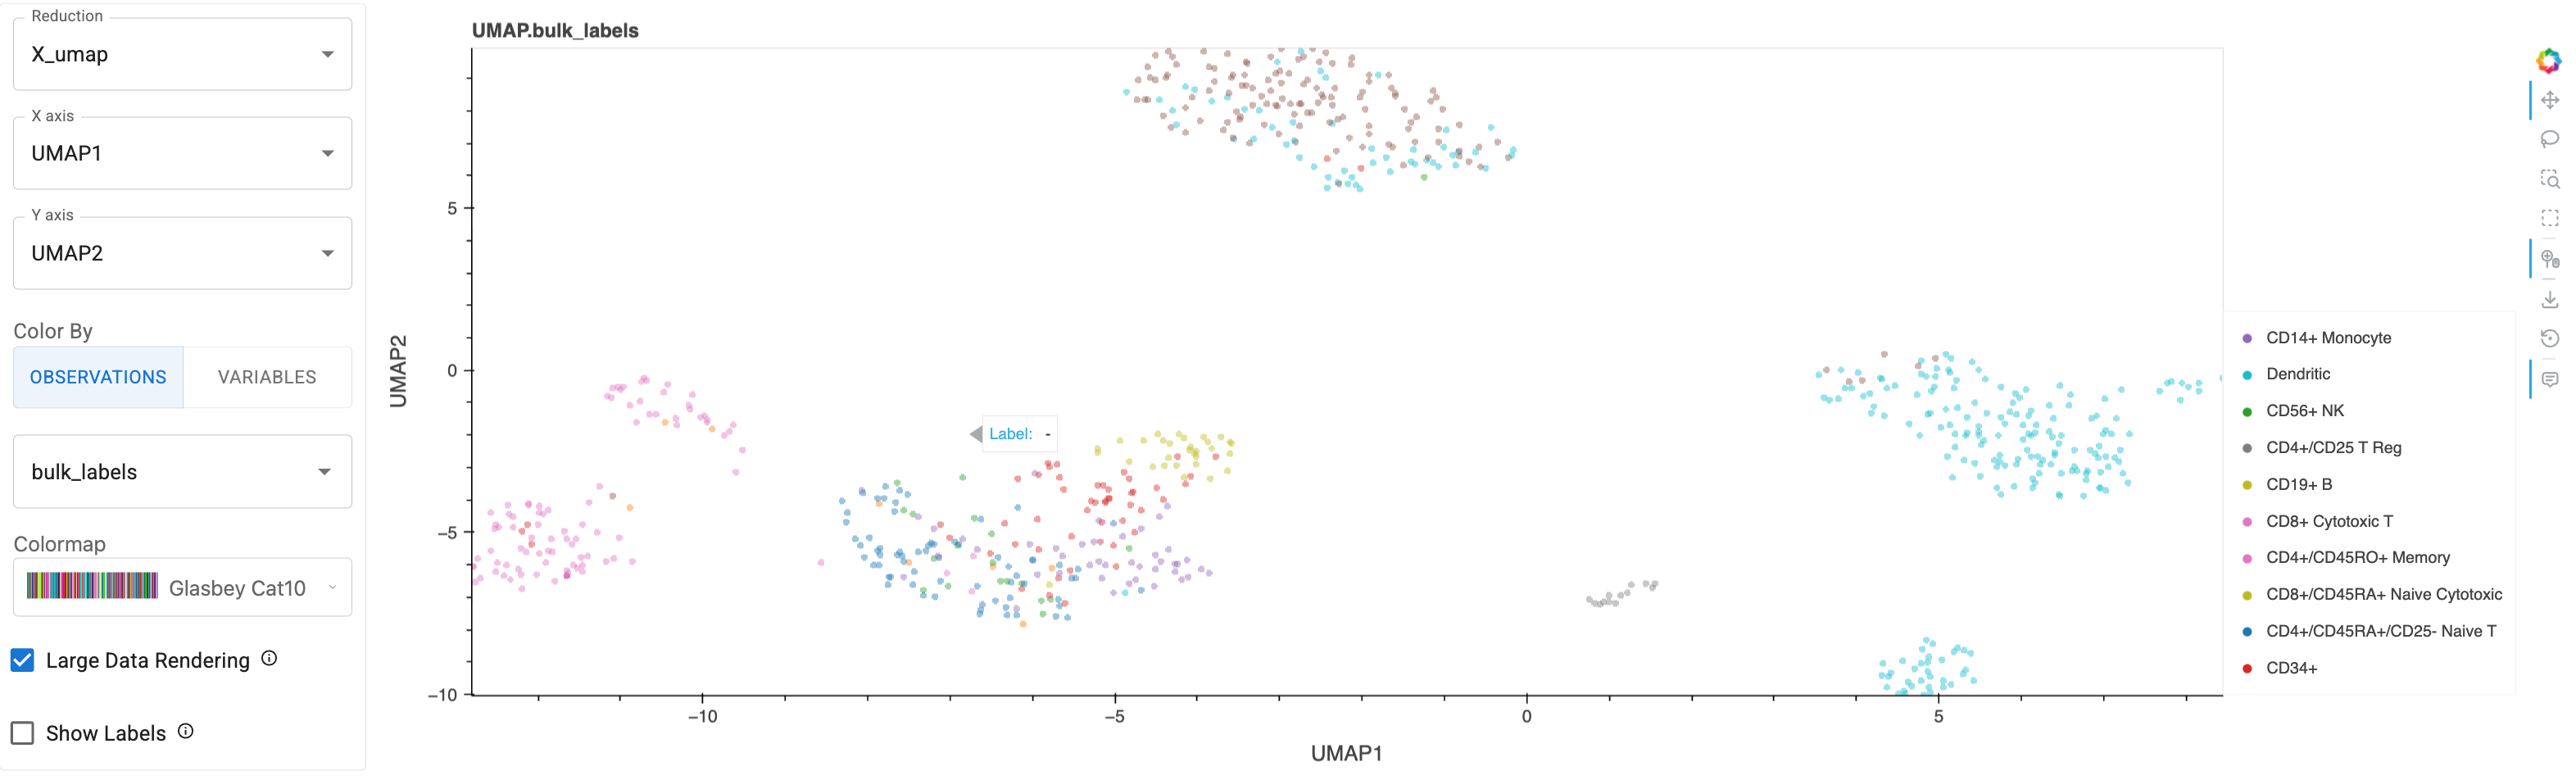 Reduction
X_umap
X axis
UMAP1
Y axis
UMAP2
Color By
OBSERVATIONS
VARIABLES
bulk_labels
Colormap
Glasbey Cat10
Large Data Rendering
Show Labels
UMAP.bulk_labels
UMAP2
5
0
−5
−10
Label: -
−10
−5
0
5
UMAP1
CD14+ Monocyte
Dendritic
CD56+ NK
CD4+/CD25 T Reg
CD19+ B
CD8+ Cytotoxic T
CD4+/CD45RO+ Memory
CD8+/CD45RA+ Naive Cytotoxic
CD4+/CD45RA+/CD25- Naive T
CD34+